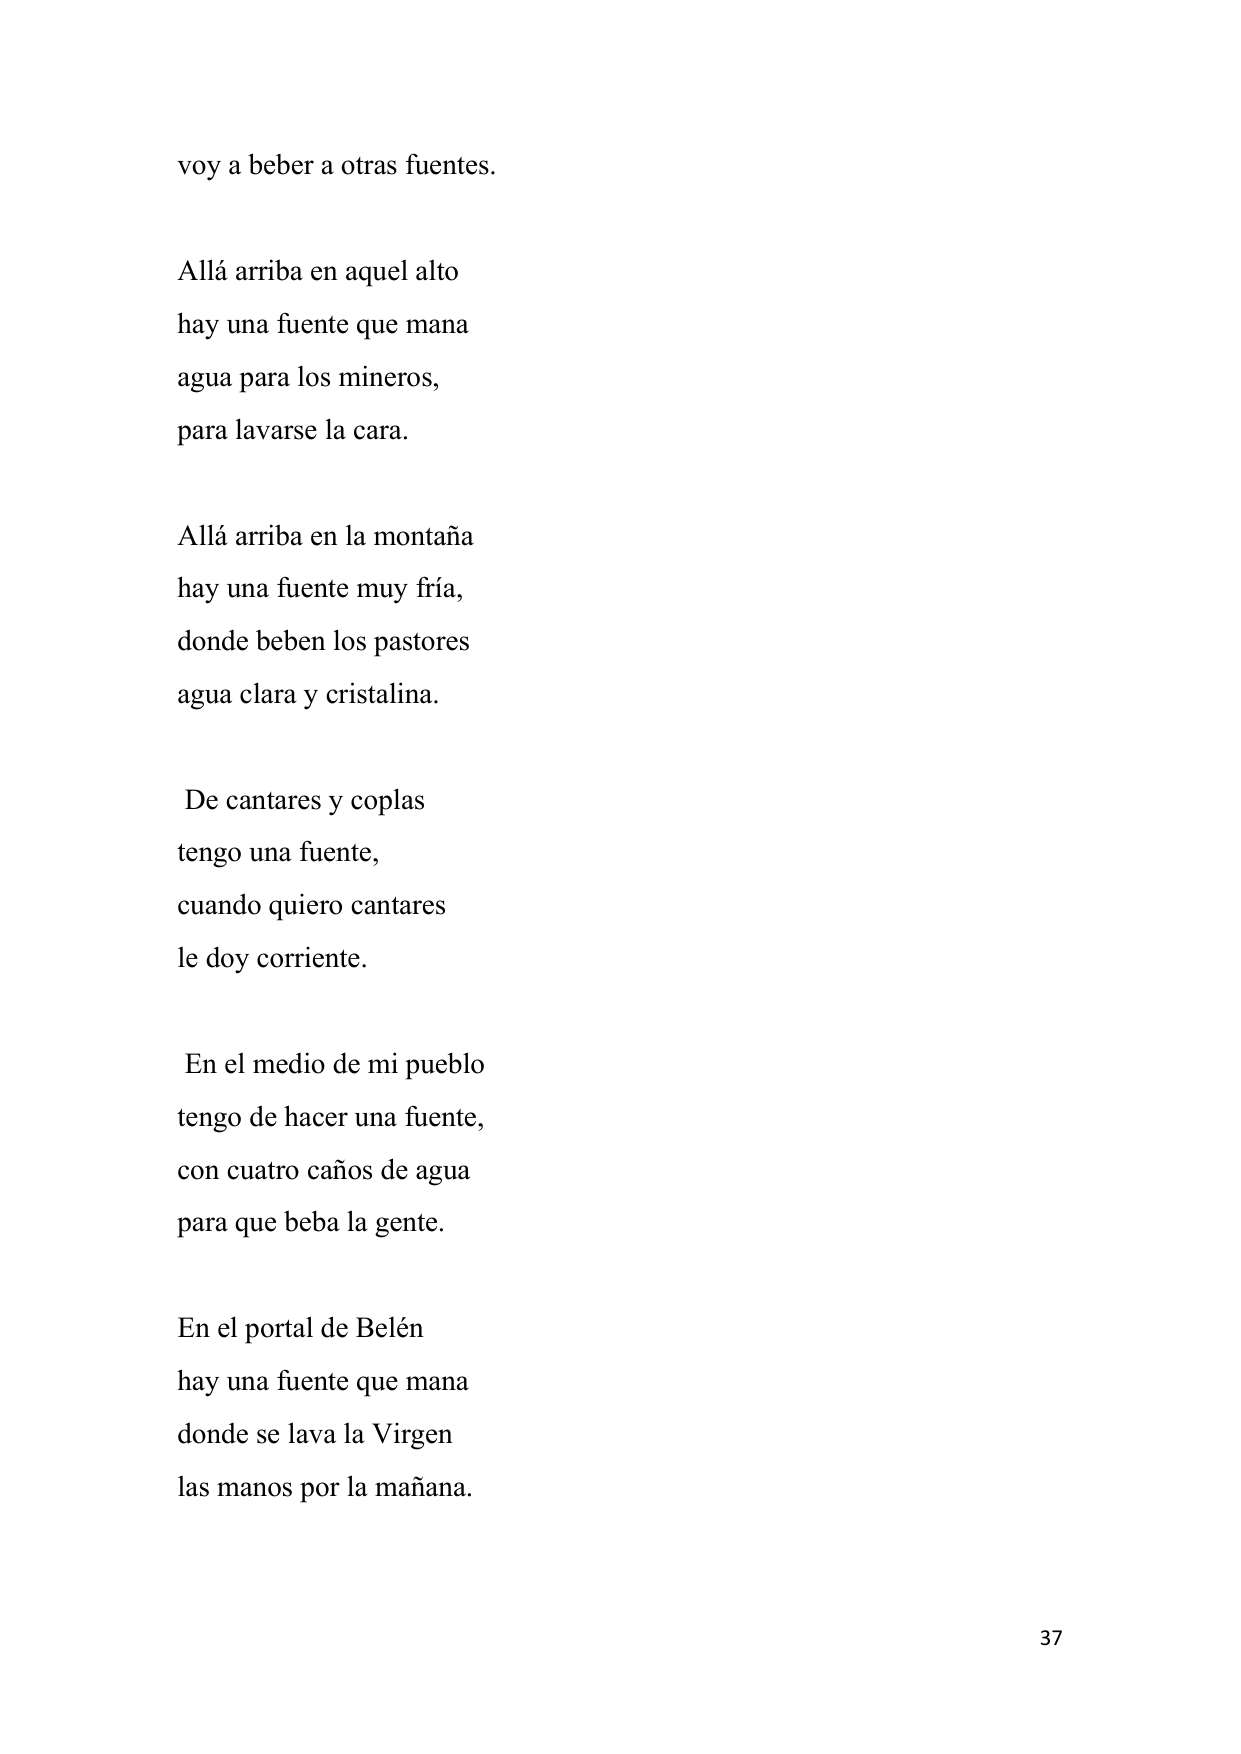 voy a beber a otras fuentes.
Allá arriba en aquel alto
hay una fuente que mana
agua para los mineros,
para lavarse la cara.
Allá arriba en la montaña
hay una fuente muy fría,
donde beben los pastores
agua clara y cristalina.
De cantares y coplas
tengo una fuente,
cuando quiero cantares
le doy corriente.
En el medio de mi pueblo
tengo de hacer una fuente,
con cuatro caños de agua
para que beba la gente.
En el portal de Belén
hay una fuente que mana
donde se lava la Virgen
las manos por la mañana.
37